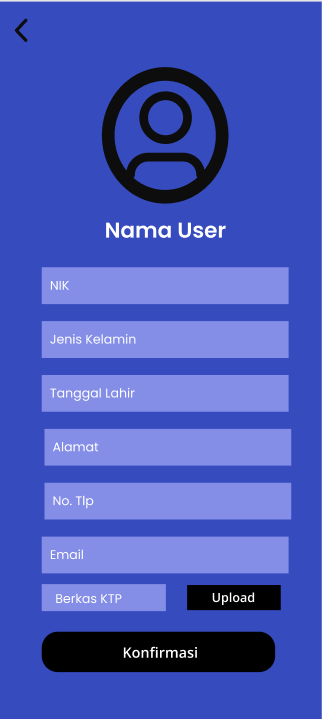 Nama User
NIK
Jenis Kelamin
Tanggal Lahir
Alamat
No. Tlp
Email
Berkas KTP
Upload
Konfirmasi